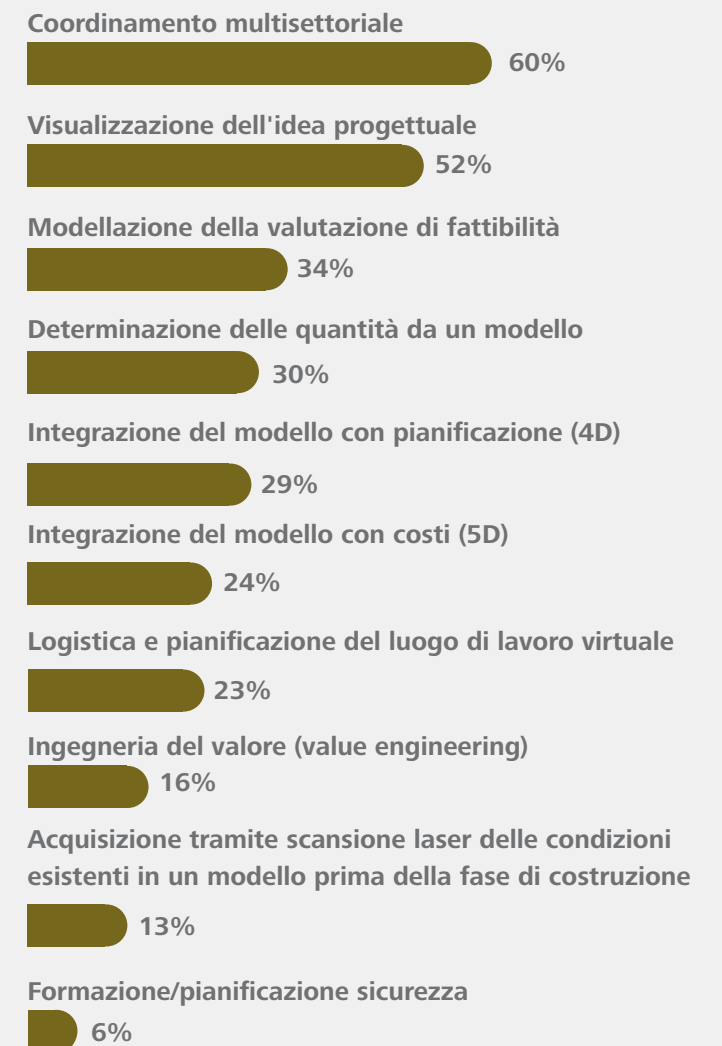 Coordinamento multisettoriale
60%
Visualizzazione dell'idea progettuale
52%
Modellazione della valutazione di fattibilità
34%
Determinazione delle quantità da un modello
30%
Integrazione del modello con pianificazione (4D)
29%
Integrazione del modello con costi (5D)
24%
Logistica e pianificazione del luogo di lavoro virtuale
23%
Ingegneria del valore (value engineering)
16%
Acquisizione tramite scansione laser delle condizioni
esistenti in un modello prima della fase di costruzione
13%
Formazione/pianificazione sicurezza
6%